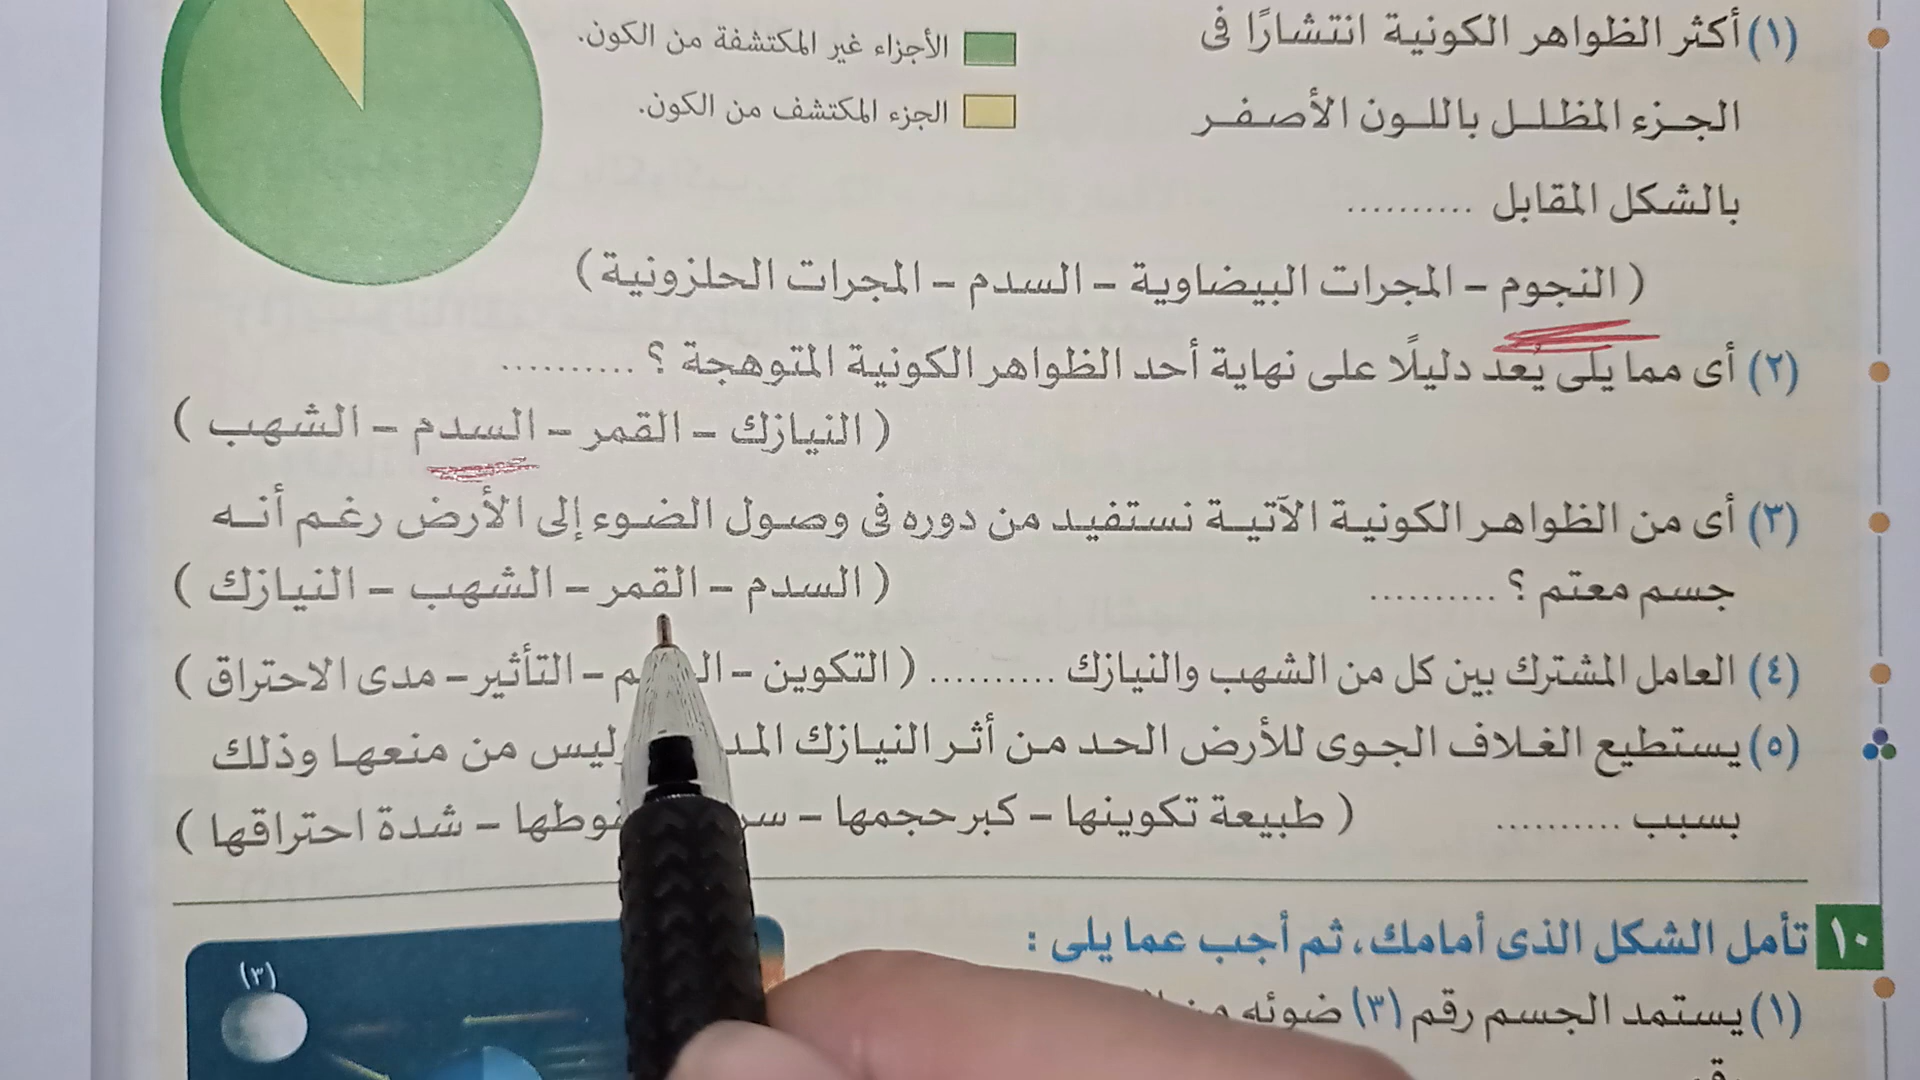 (١) أكثر الظواهر الكونية انتشارًا فى
الجزء المظلل باللون الأصفر
بالشكل المقابل ..........
الأجزاء غير المكتشفة من الكون.
الجزء المكتشف من الكون.
( النجوم – المجرات البيضاوية – السدم – المجرات الحلزونية )
(٢) أى مما يلى يُعد دليلًا على نهاية أحد الظواهر الكونية المتوهجة ؟ ..........
( النيازك – القمر – السدم – الشهب )
(٣) أى من الظواهر الكونية الآتية نستفيد من دوره فى وصول الضوء إلى الأرض رغم أنه
جسم معتم ؟ ..........
( السدم – القمر – الشهب – النيازك )
(٤) العامل المشترك بين كل من الشهب والنيازك .......... ( التكوين – – التأثير – مدى الاحتراق )
(٥) يستطيع الغلاف الجوى للأرض الحد من أثر النيازك وليس من منعها وذلك
بسبب ..........
( طبيعة تكوينها – كبر حجمها – – شدة احتراقها )
١٠ تأمل الشكل الذى أمامك، ثم أجب عما يلى :
(١) يستمد الجسم رقم (٣) ضوئه
(٣)